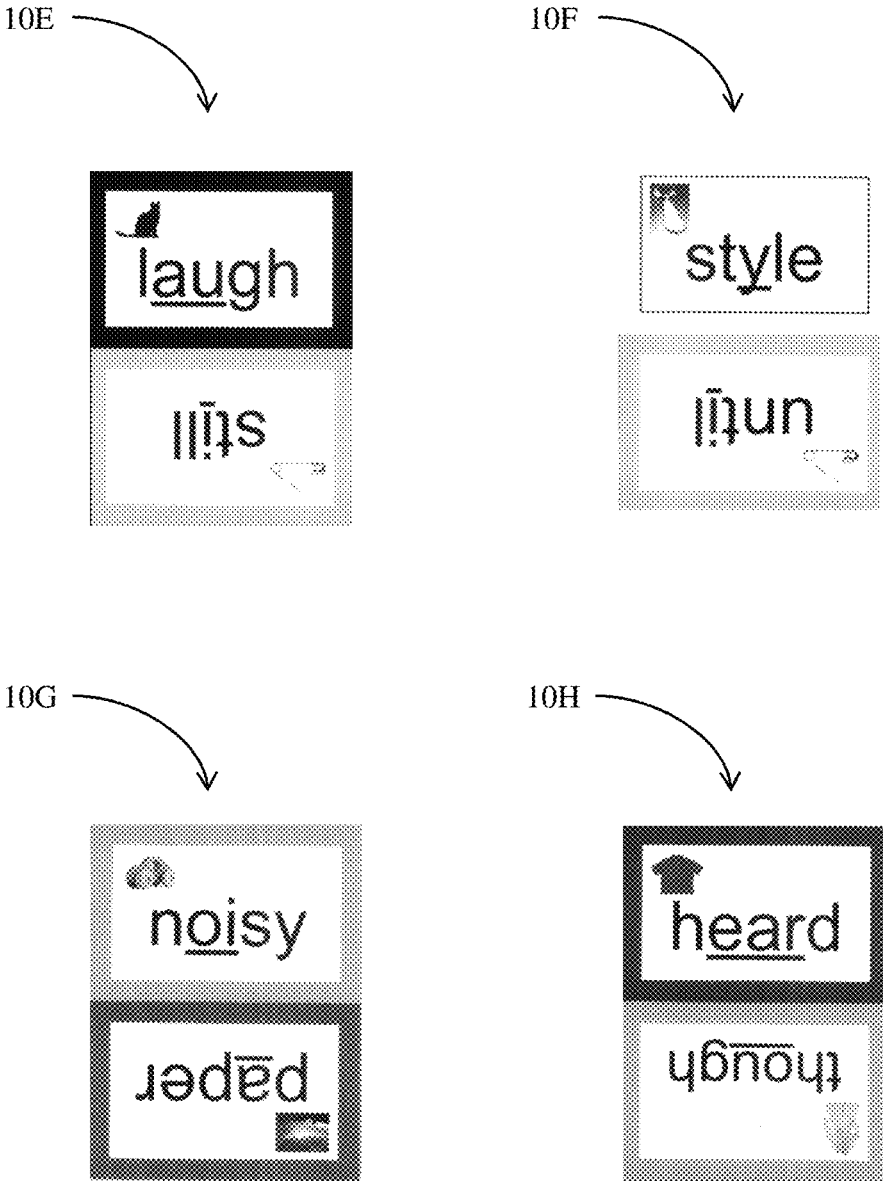 10E
10F
laugh
style
still
until
10G
10H
noisy
heard
paper
though